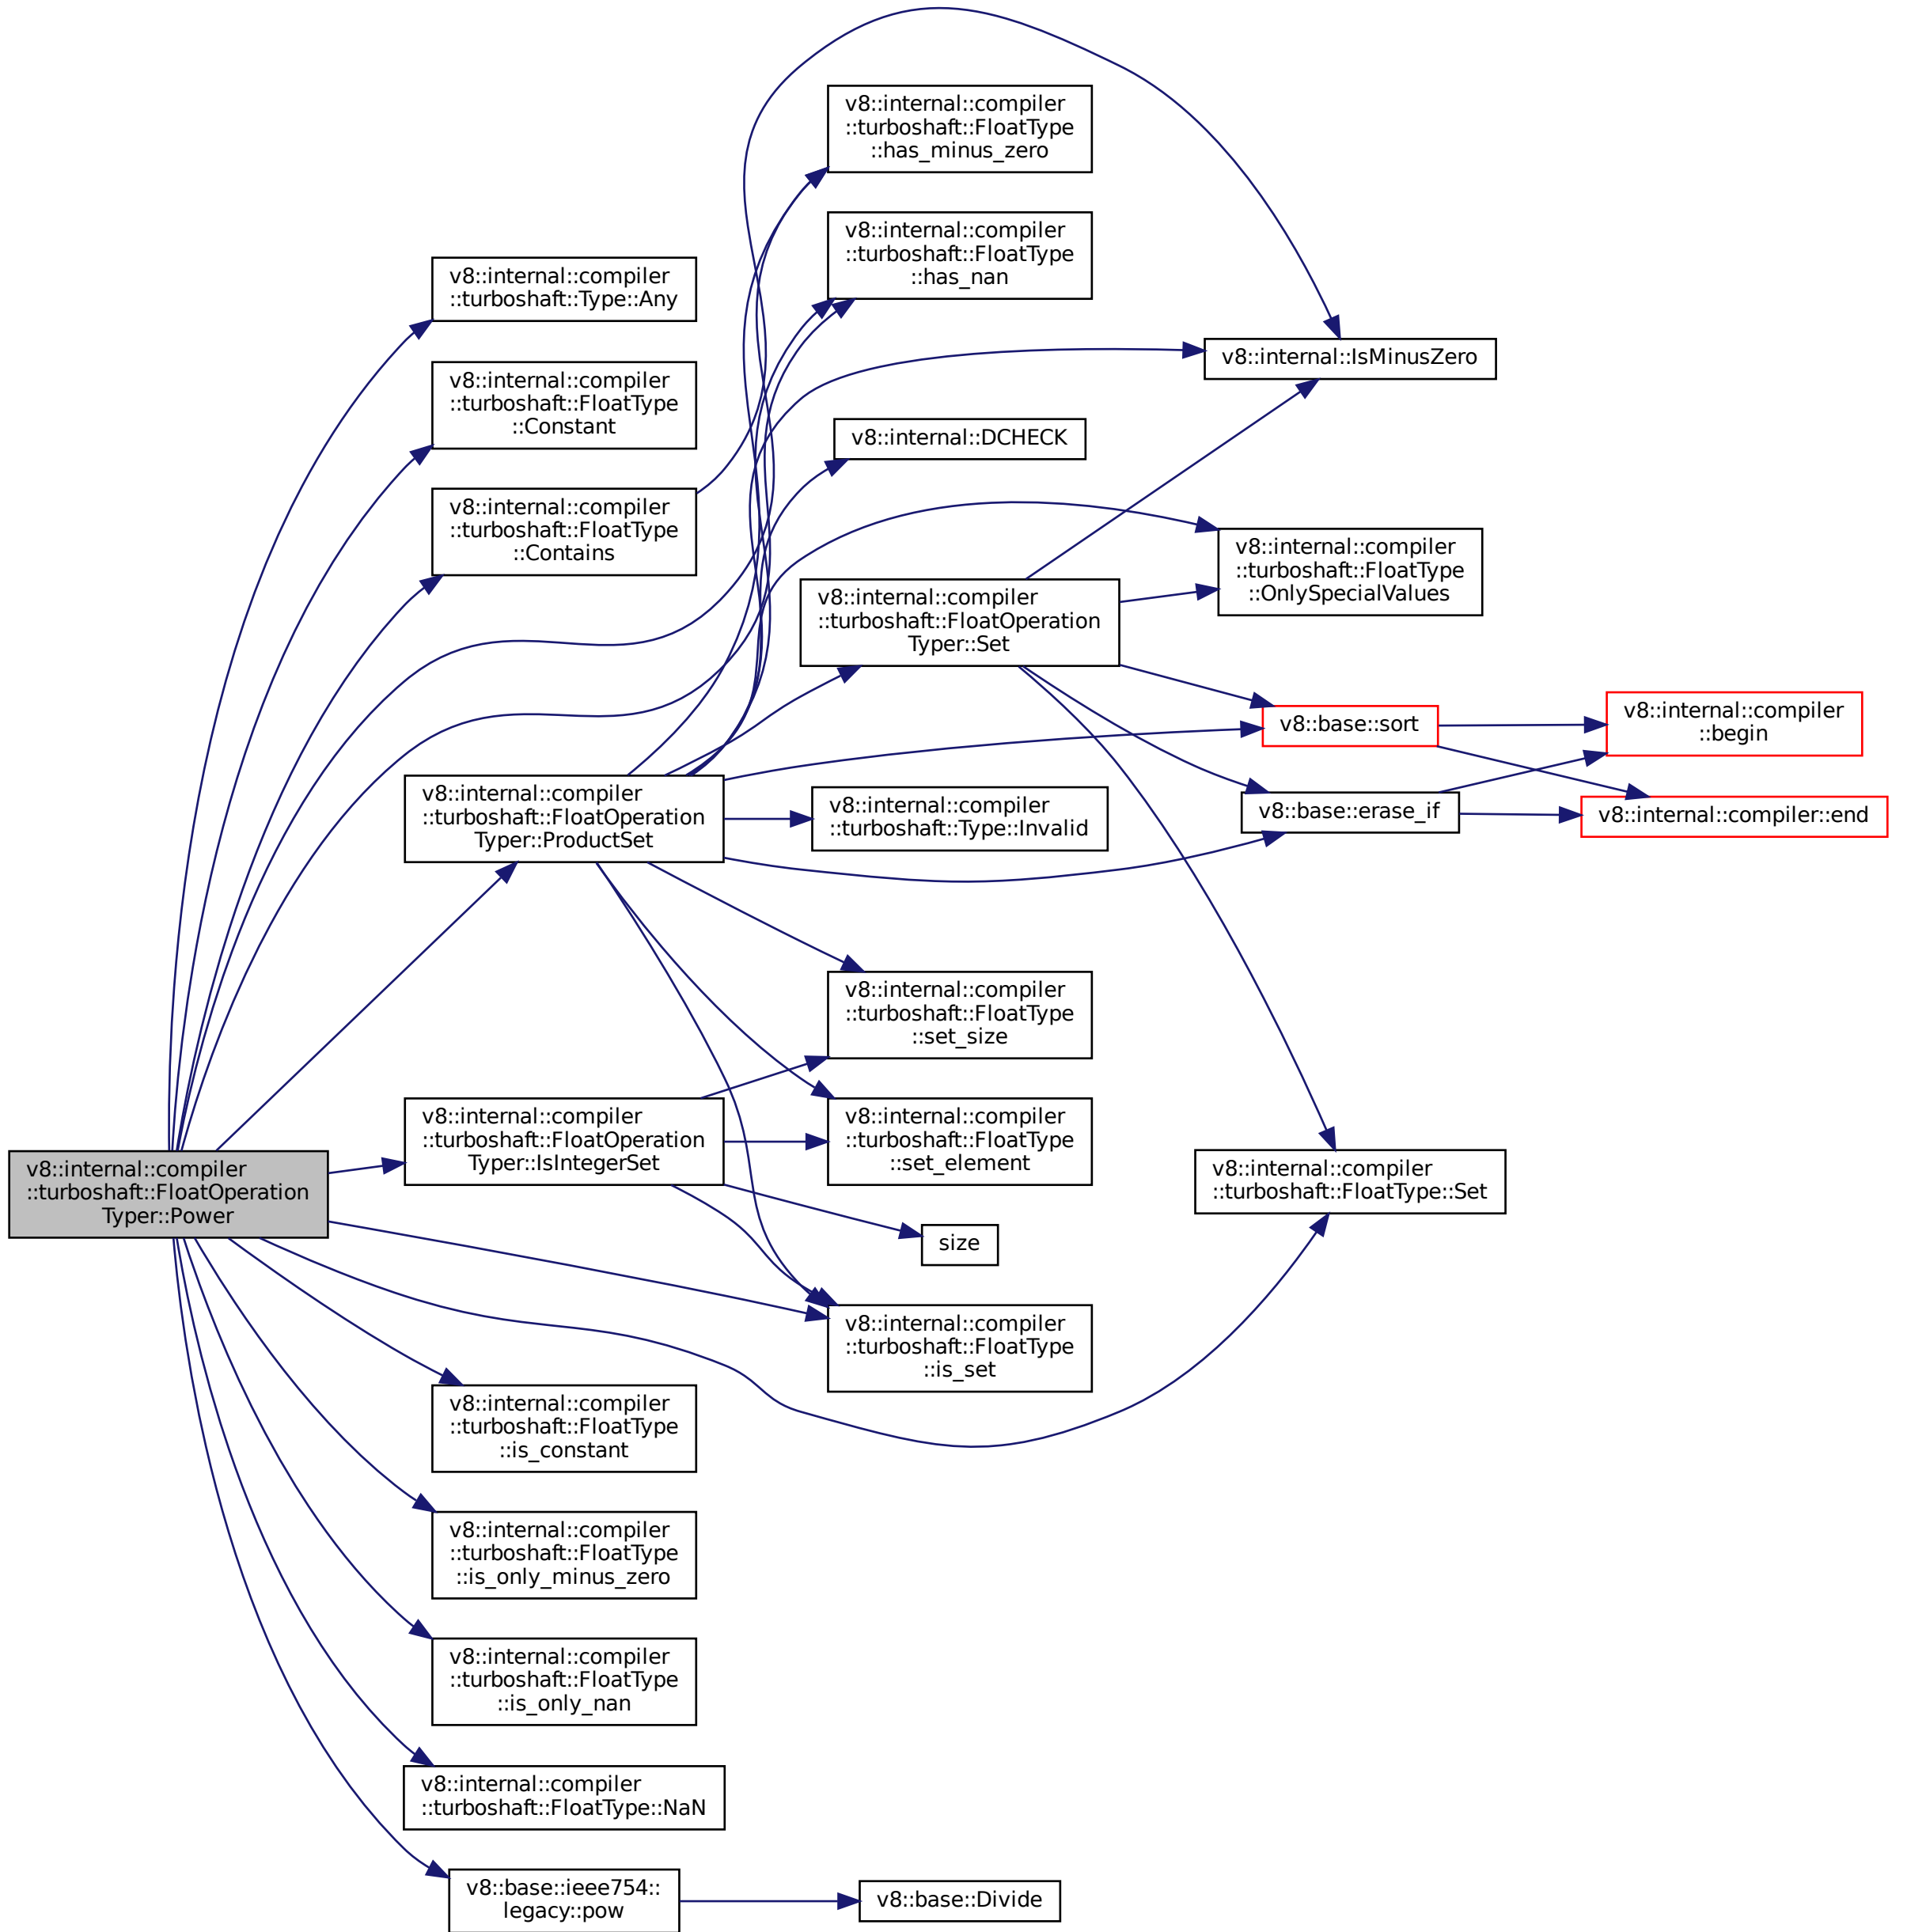 v8::internal::compiler
::turboshaft::FloatType
::has_minus_zero
v8::internal::compiler
::turboshaft::FloatType
::has_nan
v8::internal::compiler
::turboshaft::Type::Any
v8::internal::IsMinusZero
v8::internal::compiler
::turboshaft::FloatType
::Constant
v8::internal::DCHECK
v8::internal::compiler
::turboshaft::FloatType
::Contains
v8::internal::compiler
::turboshaft::FloatType
::OnlySpecialValues
v8::internal::compiler
::turboshaft::FloatOperation
Typer::Set
v8::base::sort
v8::internal::compiler
::begin
v8::internal::compiler
::turboshaft::FloatOperation
Typer::ProductSet
v8::internal::compiler
::turboshaft::Type::Invalid
v8::base::erase_if
v8::internal::compiler::end
v8::internal::compiler
::turboshaft::FloatType
::set_size
v8::internal::compiler
::turboshaft::FloatOperation
Typer::IsIntegerSet
v8::internal::compiler
::turboshaft::FloatType
::set_element
v8::internal::compiler
::turboshaft::FloatOperation
Typer::Power
v8::internal::compiler
::turboshaft::FloatType::Set
size
v8::internal::compiler
::turboshaft::FloatType
::is_set
v8::internal::compiler
::turboshaft::FloatType
::is_constant
v8::internal::compiler
::turboshaft::FloatType
::is_only_minus_zero
v8::internal::compiler
::turboshaft::FloatType
::is_only_nan
v8::internal::compiler
::turboshaft::FloatType::NaN
v8::base::ieee754::
legacy::pow
v8::base::Divide